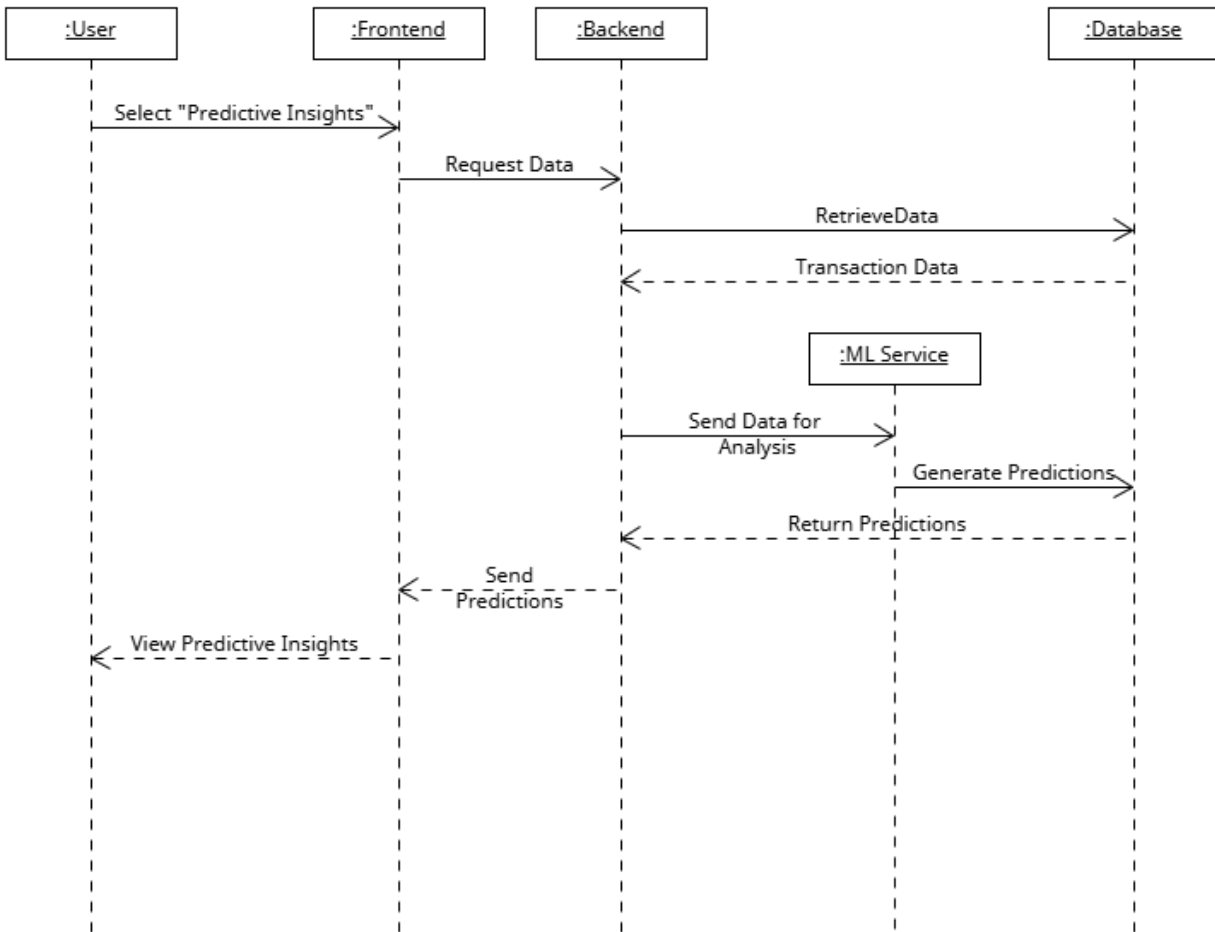 :User
:Frontend
:Backend
:Database
Select "Predictive Insights"
Request Data
RetrieveData
Transaction Data
:ML Service
Send Data for
Analysis
Generate Predictions
Return Predictions
Send
Predictions
View Predictive Insights